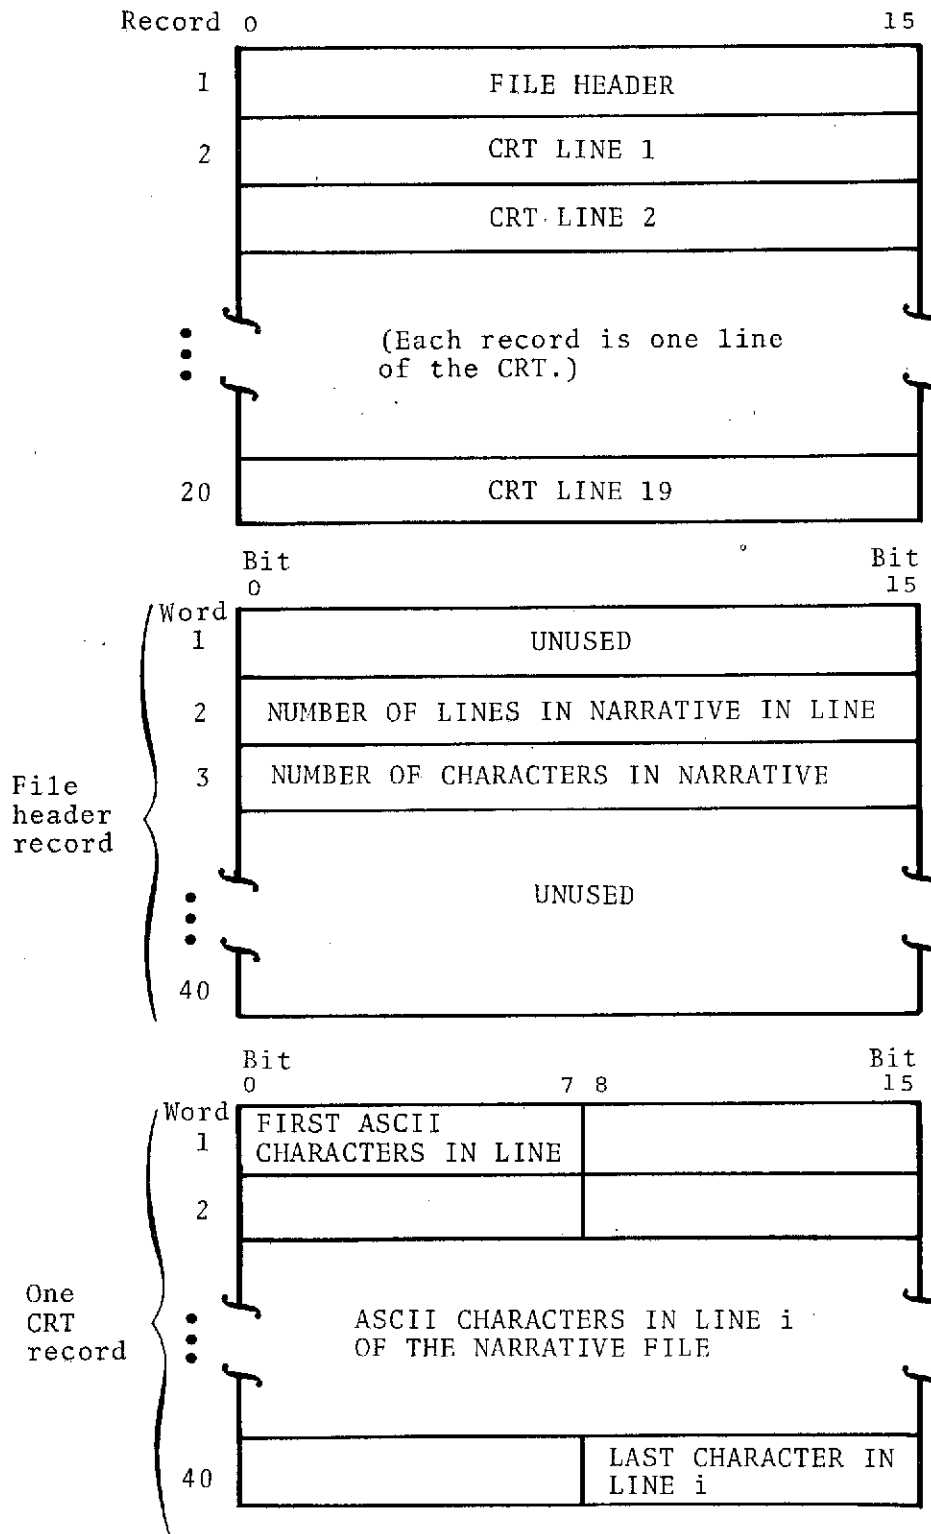 Record 0 15
1 FILE HEADER
2 CRT LINE 1
CRT LINE 2
(Each record is one line
of the CRT.)
20 CRT LINE 19
Bit Bit
0 15
Word
1 UNUSED
2 NUMBER OF LINES IN NARRATIVE IN LINE
3 NUMBER OF CHARACTERS IN NARRATIVE
File
header
record
UNUSED
40
Bit Bit
0 7 8 15
Word
1 FIRST ASCII
CHARACTERS IN LINE
2
One
CRT
record
ASCII CHARACTERS IN LINE i
OF THE NARRATIVE FILE
40 LAST CHARACTER IN
LINE i